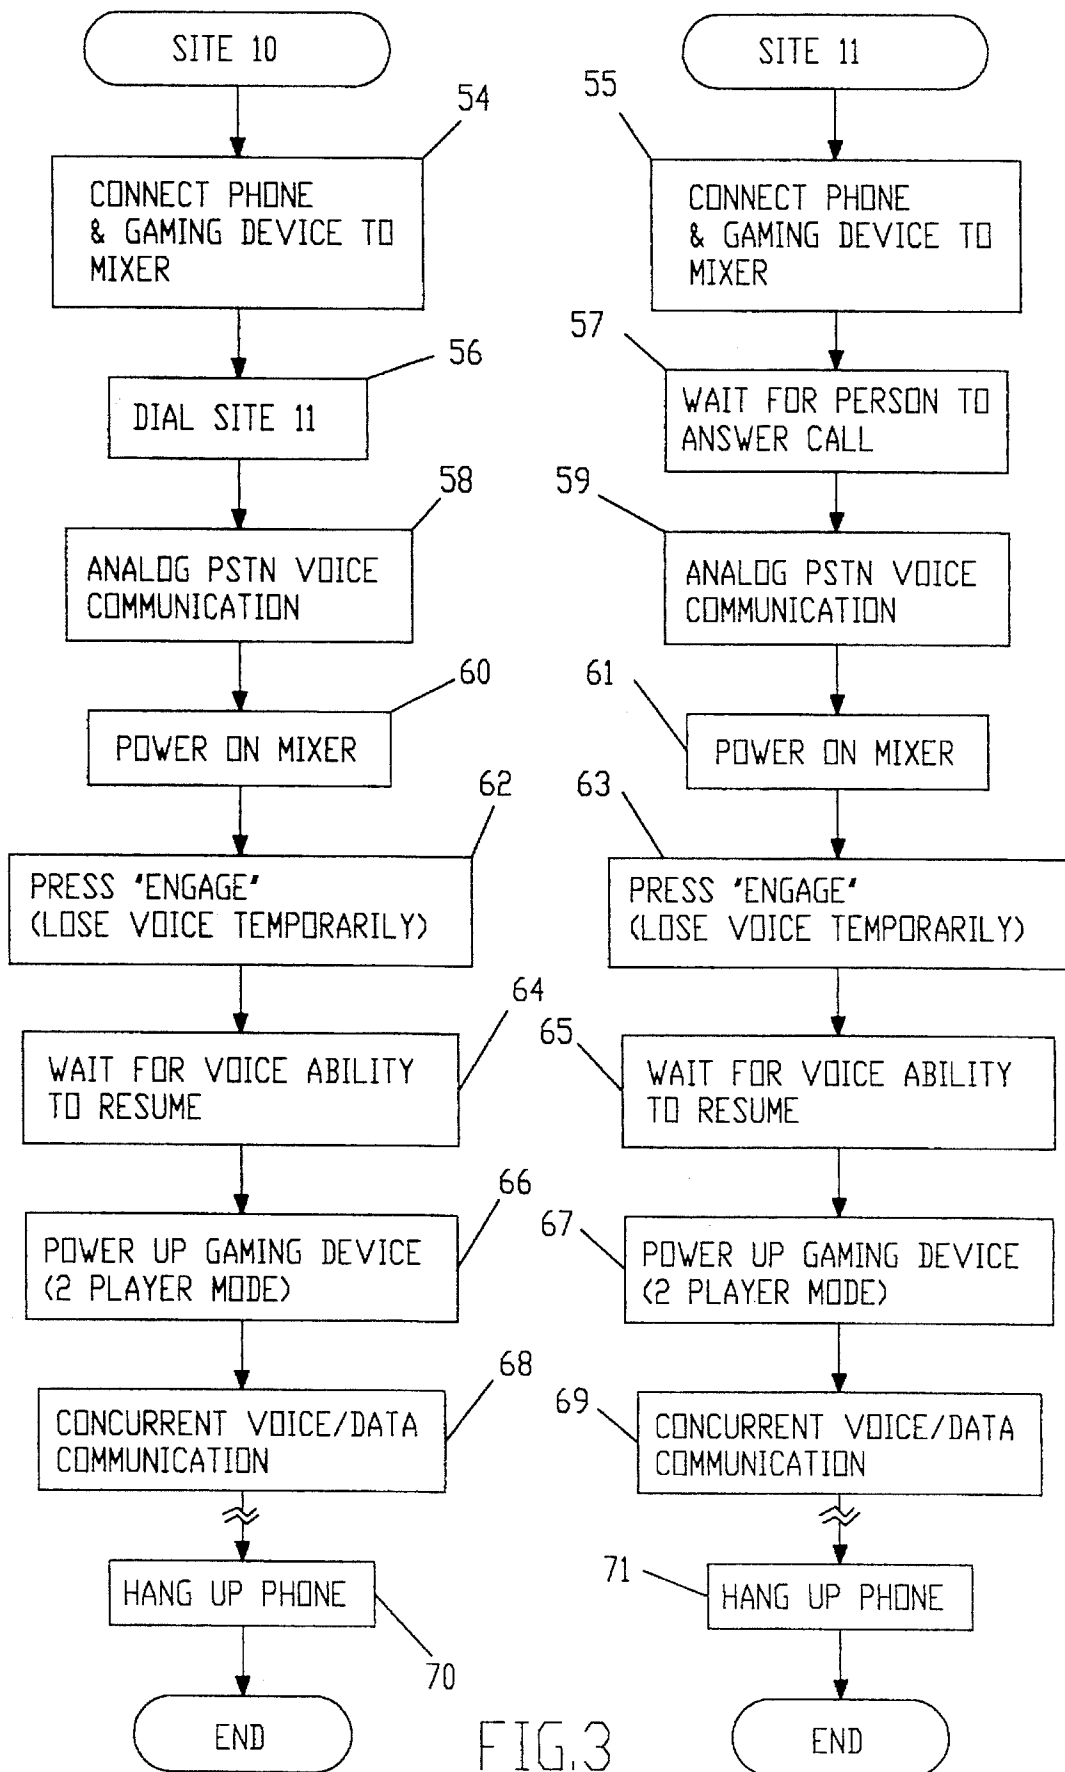 SITE 10
54
CONNECT PHONE
& GAMING DEVICE TO
MIXER
56
DIAL SITE 11
58
ANALOG PSTN VOICE
COMMUNICATION
60
POWER ON MIXER
62
PRESS "ENGAGE"
(LOSE VOICE TEMPORARILY)
64
WAIT FOR VOICE ABILITY
TO RESUME
66
POWER UP GAMING DEVICE
(2 PLAYER MODE)
68
CONCURRENT VOICE/DATA
COMMUNICATION
HANG UP PHONE
70
END
SITE 11
55
CONNECT PHONE
& GAMING DEVICE TO
MIXER
57
WAIT FOR PERSON TO
ANSWER CALL
59
ANALOG PSTN VOICE
COMMUNICATION
61
POWER ON MIXER
63
PRESS "ENGAGE"
(LOSE VOICE TEMPORARILY)
65
WAIT FOR VOICE ABILITY
TO RESUME
67
POWER UP GAMING DEVICE
(2 PLAYER MODE)
69
CONCURRENT VOICE/DATA
COMMUNICATION
71
HANG UP PHONE
END
FIG.3